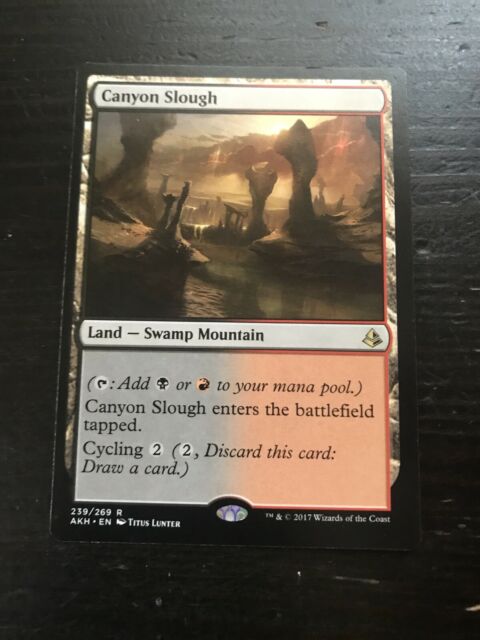 Canyon Slough
Land — Swamp Mountain
(: Add or to your mana pool.)
Canyon Slough enters the battlefield
tapped.
Cycling 2 (2, Discard this card:
Draw a card.)
239/269 R
AKH • EN Titus Lunter
™ & © 2017 Wizards of the Coast